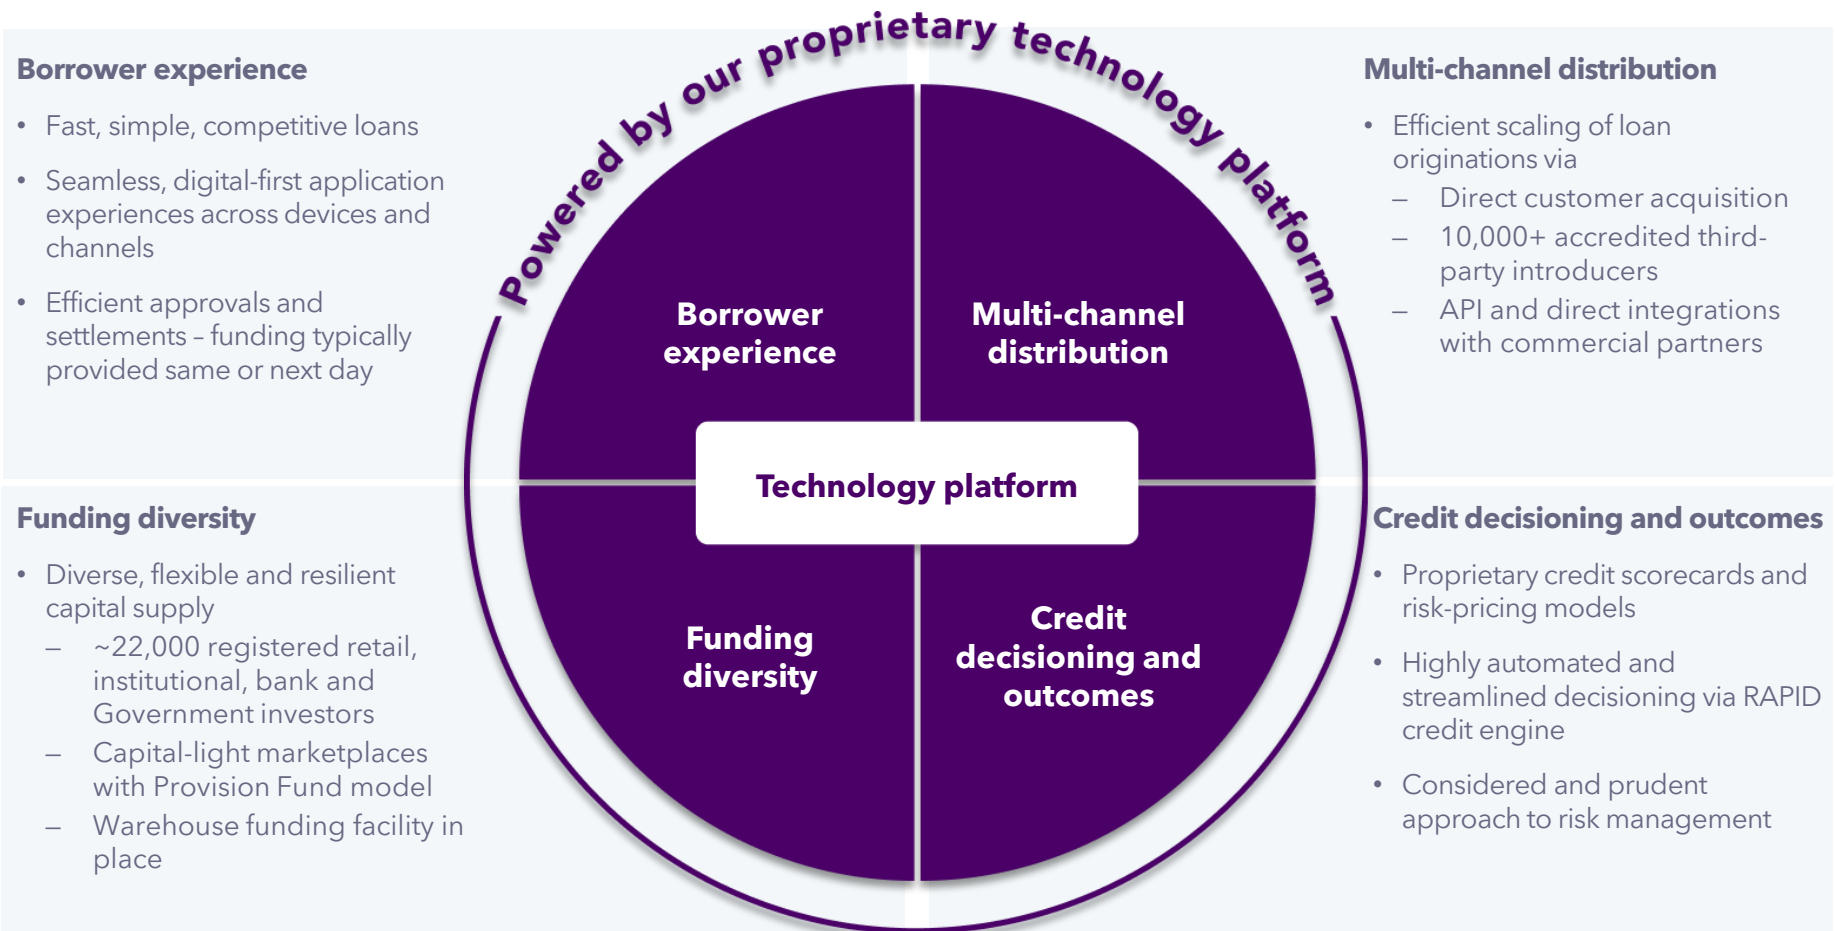 Powered by our proprietary technology platform
Borrower experience
• Fast, simple, competitive loans
• Seamless, digital-first application
experiences across devices and
channels
• Efficient approvals and
settlements – funding typically
provided same or next day
Multi-channel distribution
• Efficient scaling of loan
originations via
– Direct customer acquisition
– 10,000+ accredited third-
party introducers
– API and direct integrations
with commercial partners
Borrower
experience
Multi-channel
distribution
Technology platform
Funding
diversity
Credit
decisioning and
outcomes
Funding diversity
• Diverse, flexible and resilient
capital supply
– ~22,000 registered retail,
institutional, bank and
Government investors
– Capital-light marketplaces
with Provision Fund model
– Warehouse funding facility in
place
Credit decisioning and outcomes
• Proprietary credit scorecards and
risk-pricing models
• Highly automated and
streamlined decisioning via RAPID
credit engine
• Considered and prudent
approach to risk management